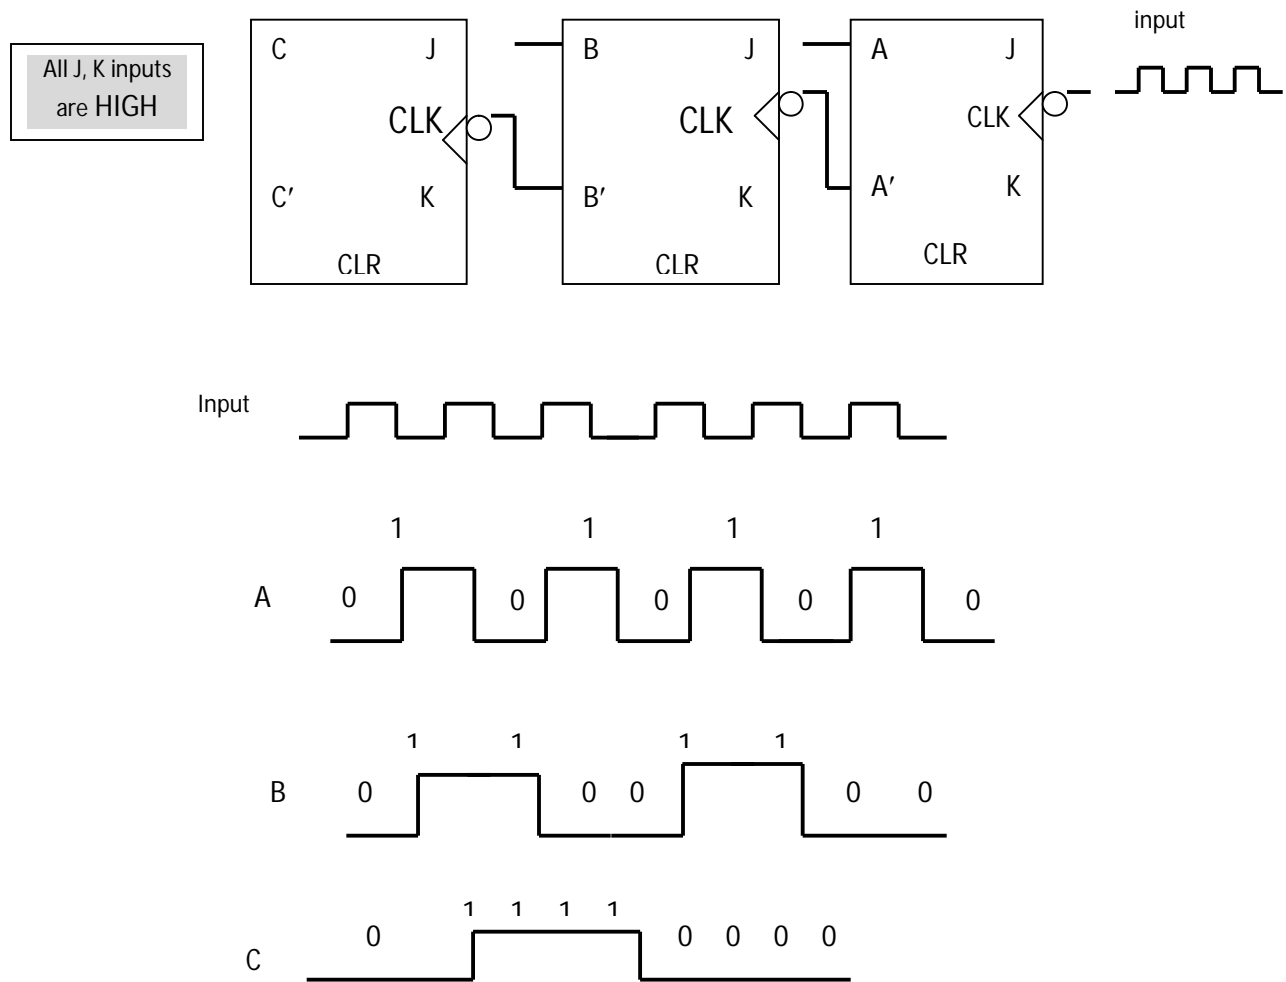 input
All J, K inputs
are HIGH
C J B J A J
CLK CLK CLK
C′ K B′ K A′ K
CLR CLR CLR
Input
1 1 1 1
A 0 0 0 0 0
1 1 1 1
B 0 0 0 0 0
1 1 1 1
0 0 0 0 0
C